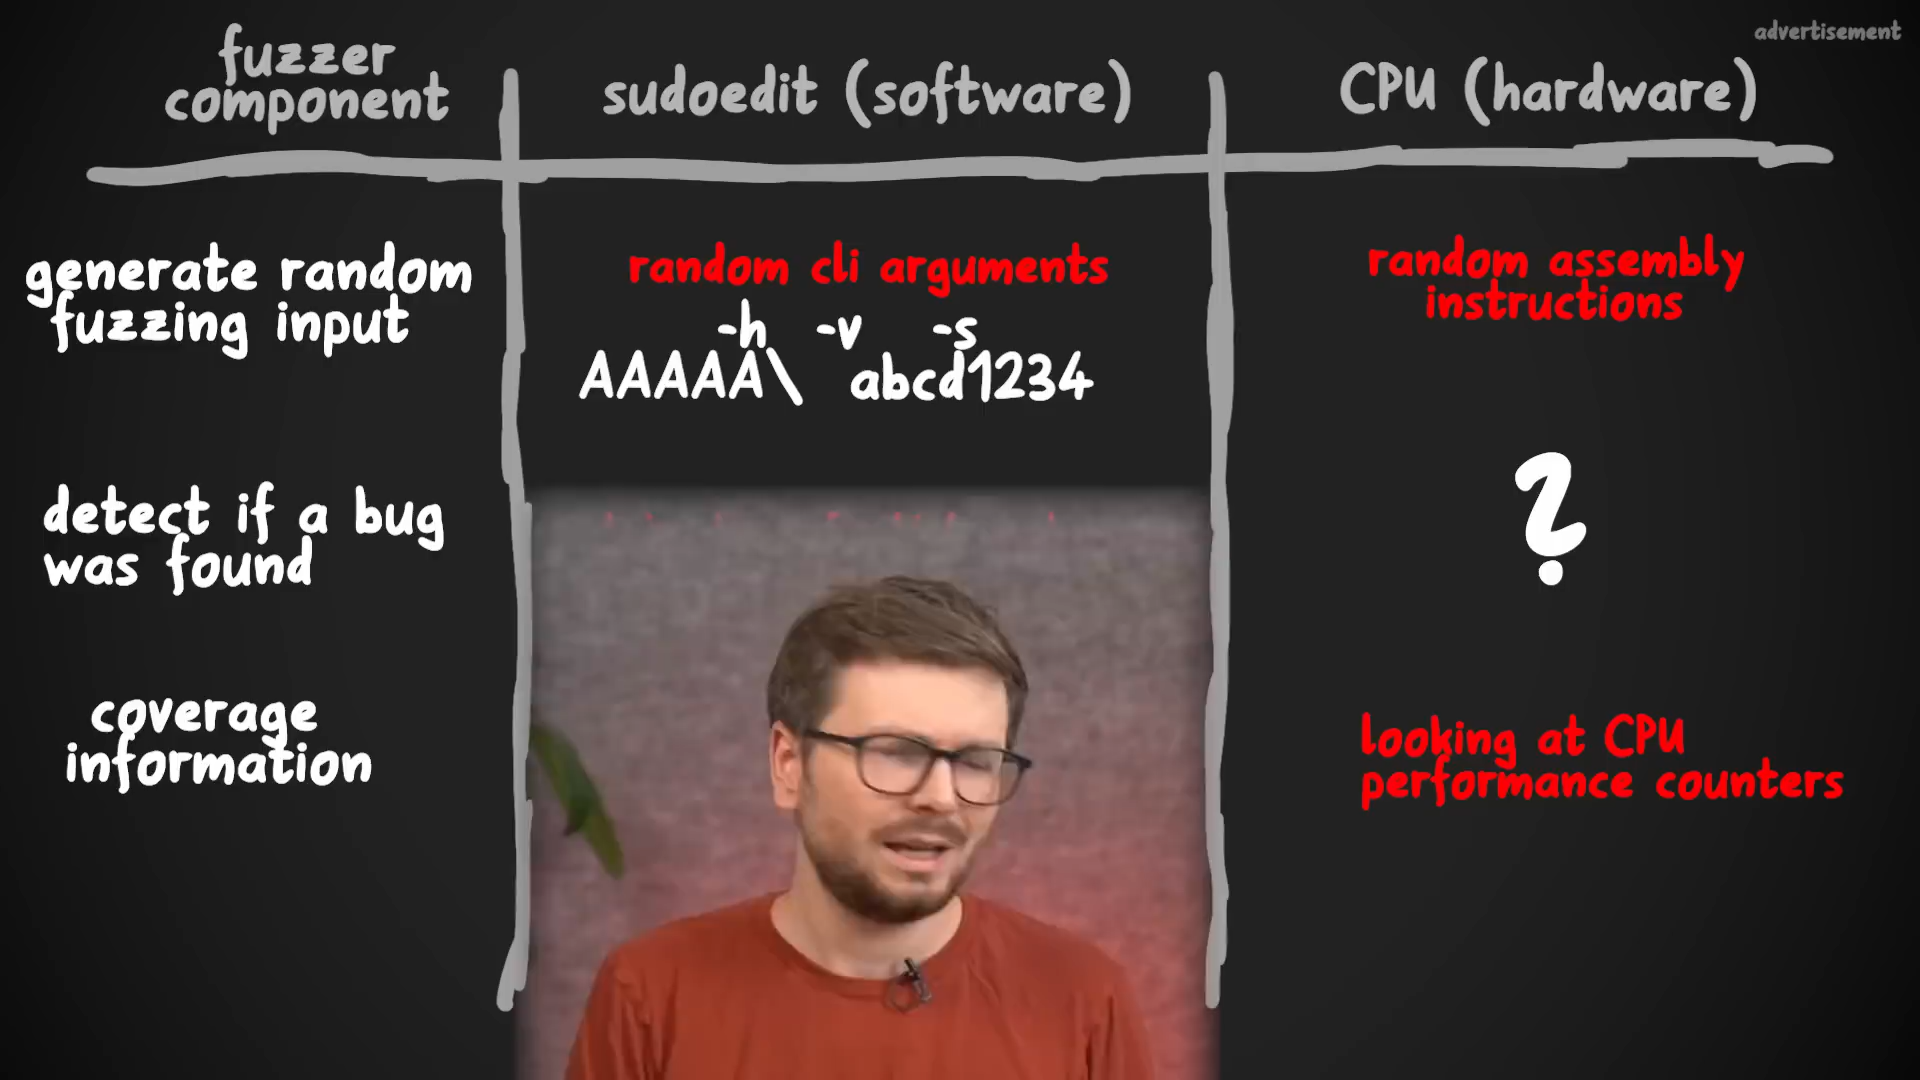 advertisement
fuzzer
component
sudoedit (software)
CPU (hardware)
generate random
fuzzing input
random cli arguments
-h -v -s
AAAAA\ abcd1234
random assembly
instructions
detect if a bug
was found
?
coverage
information
looking at CPU
performance counters